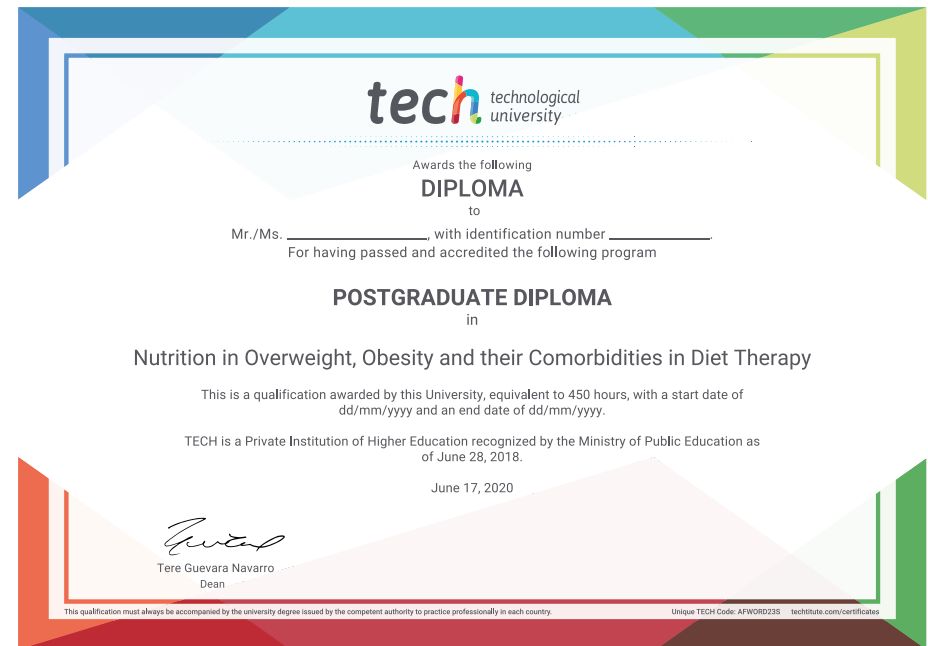 tech technological
university
Awards the following
DIPLOMA
to
Mr./Ms. ____________________, with identification number ______________.
For having passed and accredited the following program
POSTGRADUATE DIPLOMA
in
Nutrition in Overweight, Obesity and their Comorbidities in Diet Therapy
This is a qualification awarded by this University, equivalent to 450 hours, with a start date of
dd/mm/yyyy and an end date of dd/mm/yyyy.
TECH is a Private Institution of Higher Education recognized by the Ministry of Public Education as
of June 28, 2018.
June 17, 2020
Tere Guevara Navarro
Dean
This qualification must always be accompanied by the university degree issued by the competent authority to practice professionally in each country.
Unique TECH Code: AFWORD23S techtitute.com/certificates